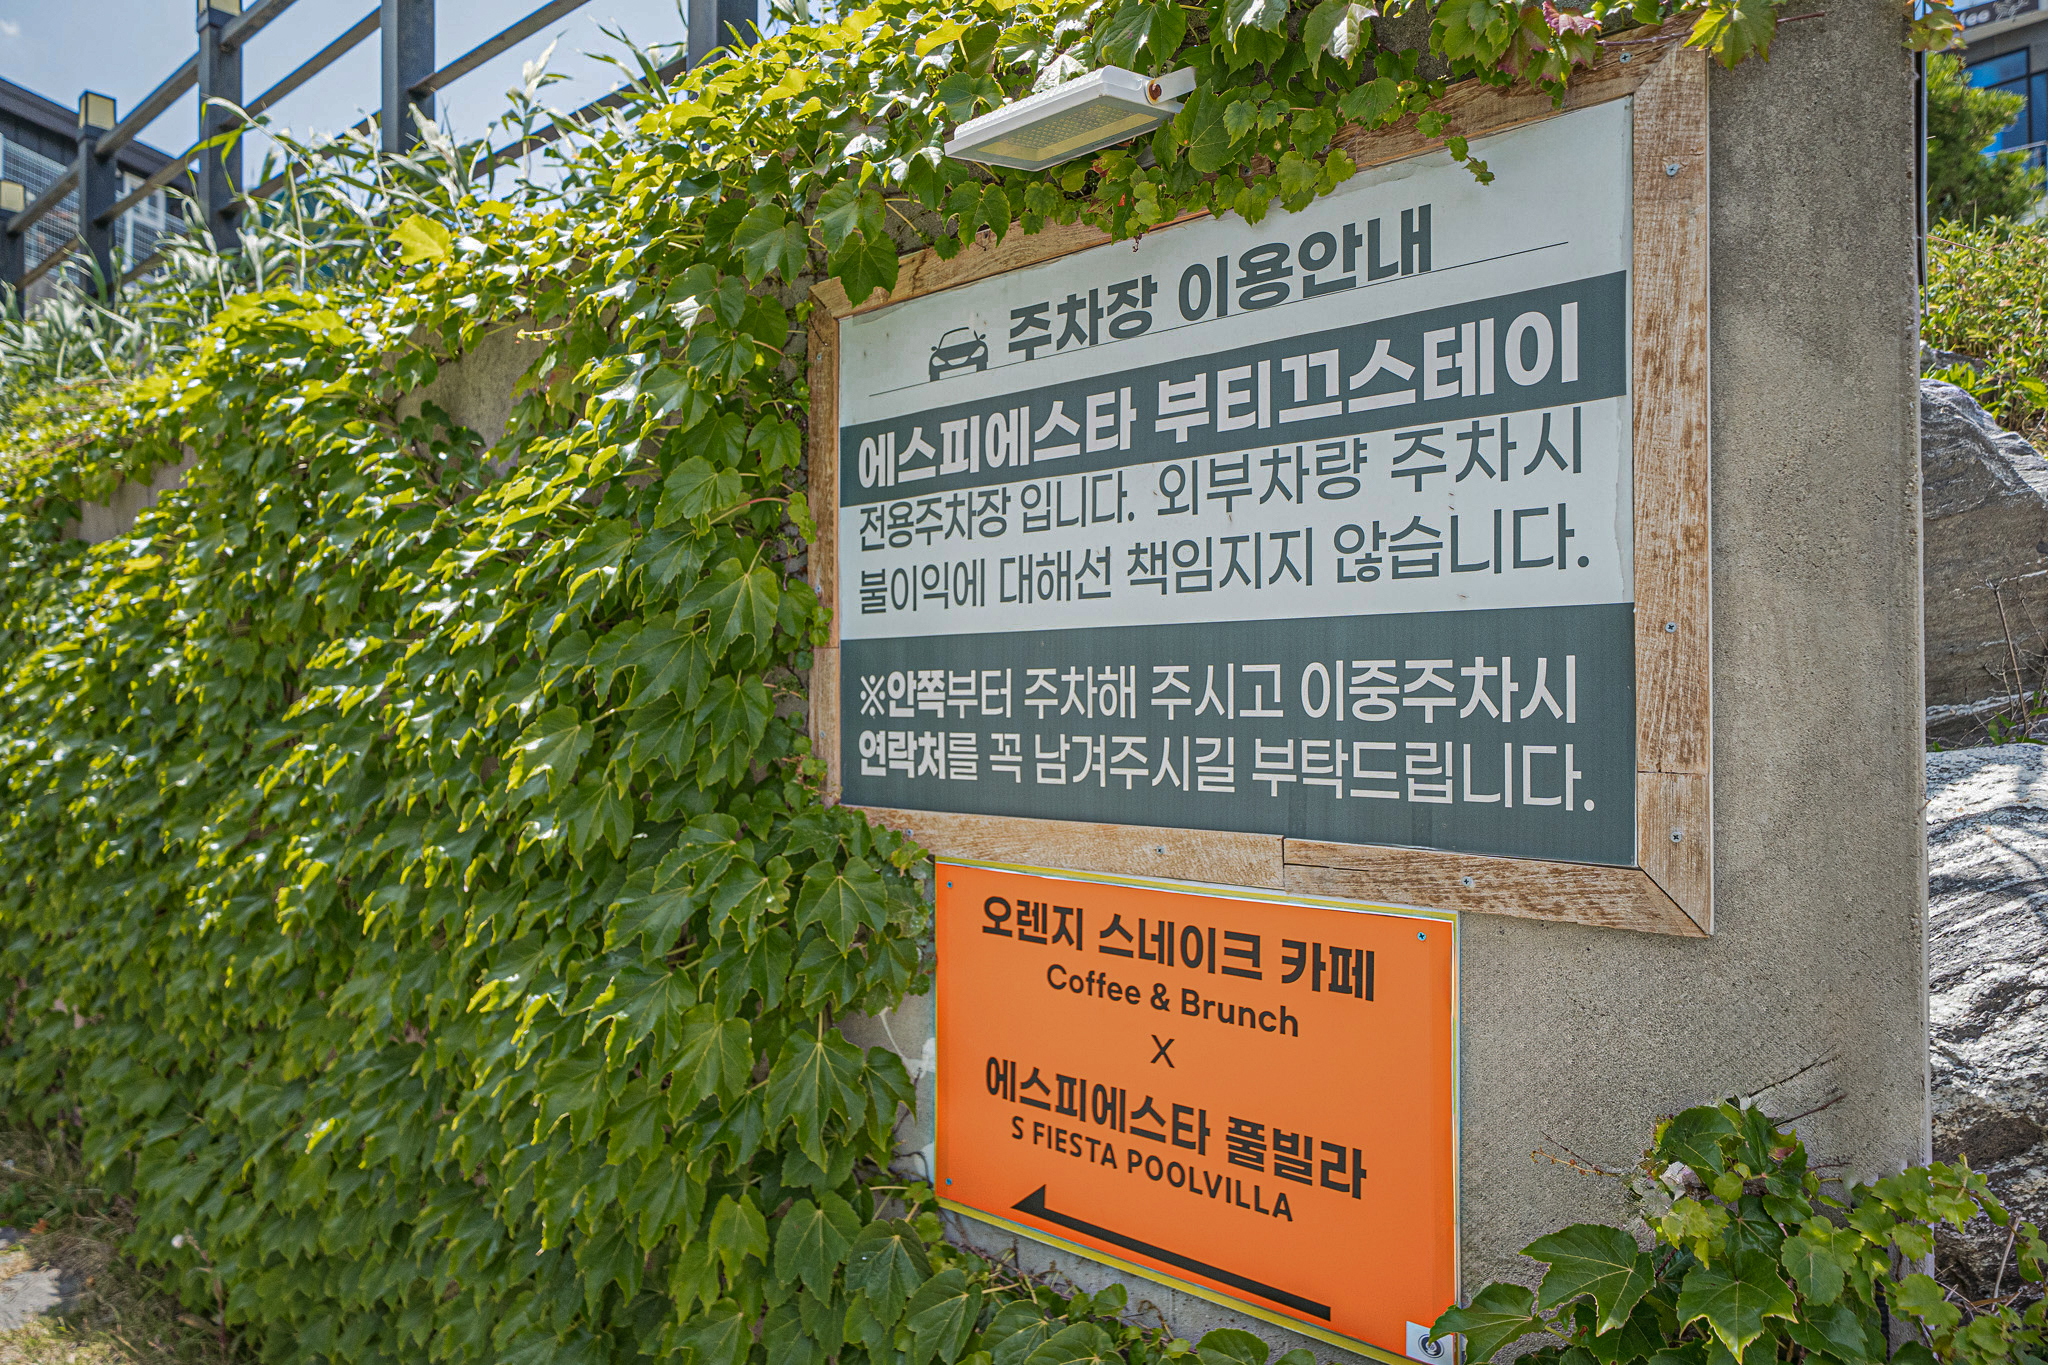 주차장 이용안내
에스피에스타 부티끄스테이
전용주차장 입니다. 외부차량 주차시
불이익에 대해선 책임지지 않습니다.
※안쪽부터 주차해 주시고 이중주차시
연락처를 꼭 남겨주시길 부탁드립니다.
오렌지 스네이크 카페
Coffee & Brunch
X
에스피에스타 풀빌라
S FIESTA POOLVILLA